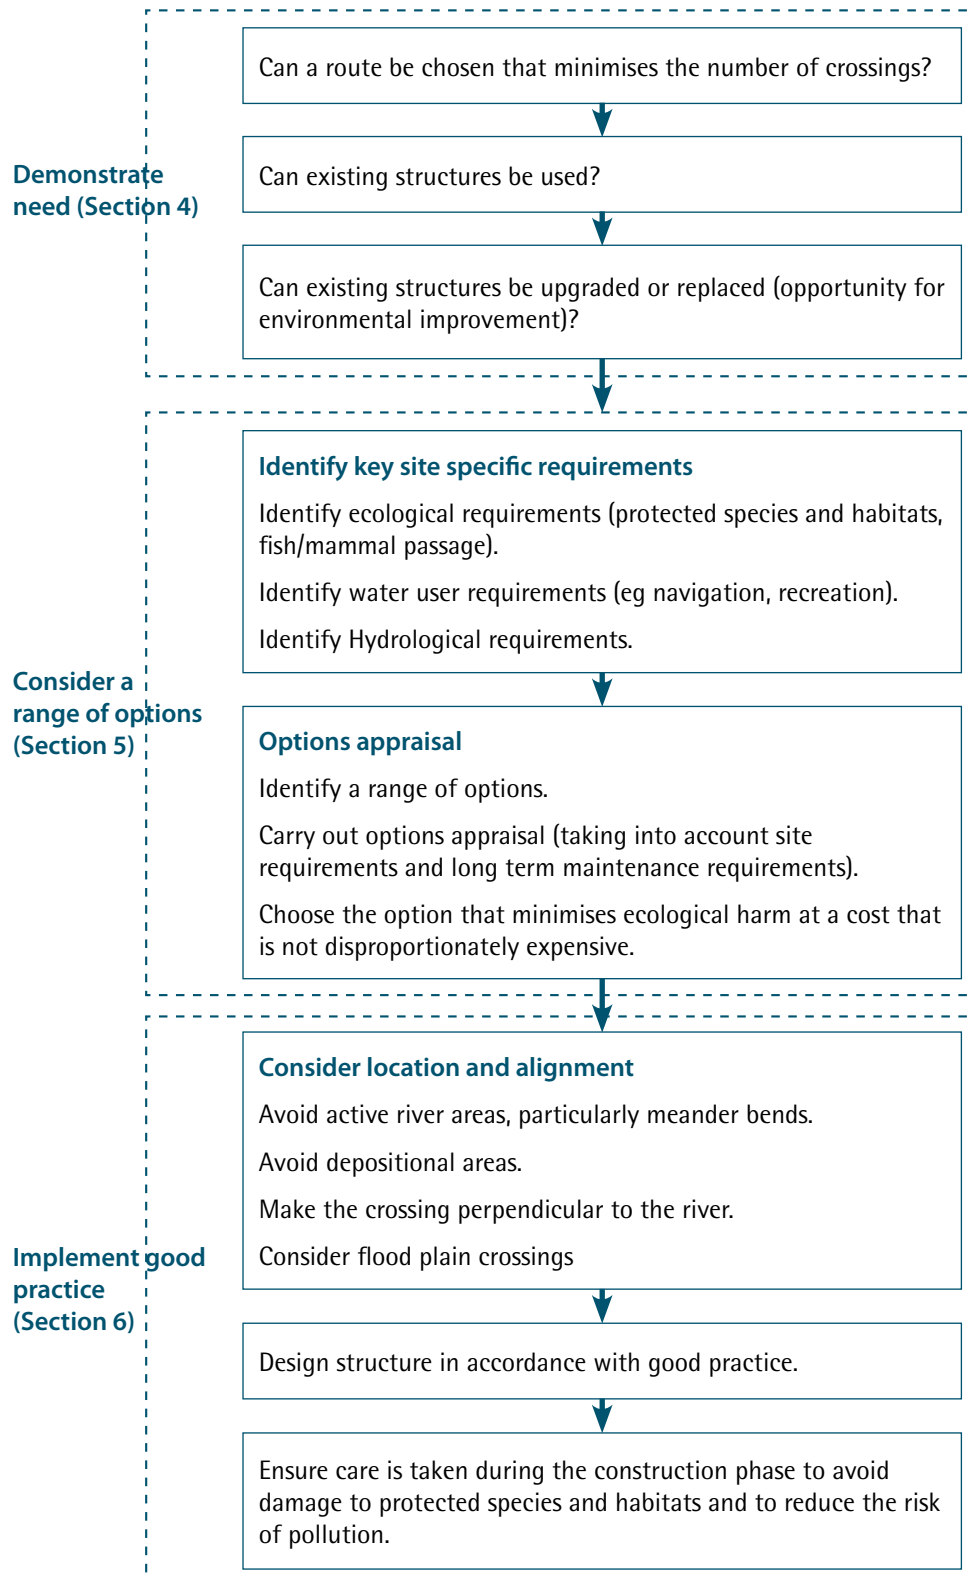 Can a route be chosen that minimises the number of crossings?
Demonstrate
need (Section 4)
Can existing structures be used?
Can existing structures be upgraded or replaced (opportunity for
environmental improvement)?
Identify key site specific requirements
Identify ecological requirements (protected species and habitats,
fish/mammal passage).
Identify water user requirements (eg navigation, recreation).
Identify Hydrological requirements.
Consider a
range of options
(Section 5)
Options appraisal
Identify a range of options.
Carry out options appraisal (taking into account site
requirements and long term maintenance requirements).
Choose the option that minimises ecological harm at a cost that
is not disproportionately expensive.
Consider location and alignment
Avoid active river areas, particularly meander bends.
Avoid depositional areas.
Make the crossing perpendicular to the river.
Consider flood plain crossings
Implement good
practice
(Section 6)
Design structure in accordance with good practice.
Ensure care is taken during the construction phase to avoid
damage to protected species and habitats and to reduce the risk
of pollution.